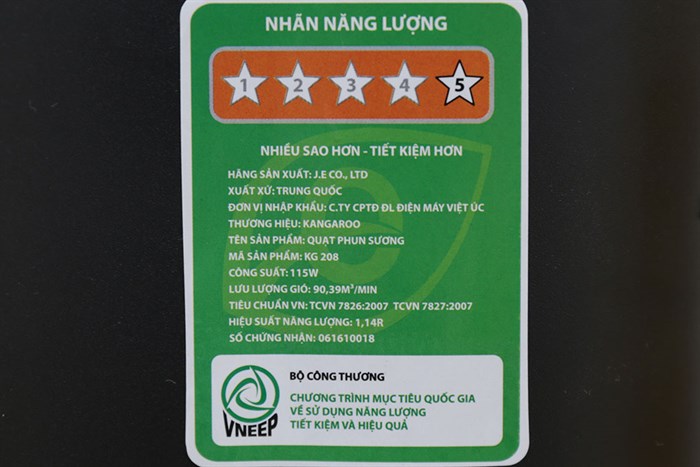 NHÃN NĂNG LƯỢNG
1 2 3 4 5
NHIỀU SAO HƠN - TIẾT KIỆM HƠN
HÃNG SẢN XUẤT: J.E CO., LTD
XUẤT XỨ: TRUNG QUỐC
ĐƠN VỊ NHẬP KHẨU: C.TY CPTĐ ĐL ĐIỆN MÁY VIỆT ÚC
THƯƠNG HIỆU: KANGAROO
TÊN SẢN PHẨM: QUẠT PHUN SƯƠNG
MÃ SẢN PHẨM: KG 208
CÔNG SUẤT: 115W
LƯU LƯỢNG GIÓ: 90,39M³/MIN
TIÊU CHUẨN VN: TCVN 7826:2007 TCVN 7827:2007
HIỆU SUẤT NĂNG LƯỢNG: 1,14R
SỐ CHỨNG NHẬN: 061610018
BỘ CÔNG THƯƠNG
CHƯƠNG TRÌNH MỤC TIÊU QUỐC GIA
VỀ SỬ DỤNG NĂNG LƯỢNG
TIẾT KIỆM VÀ HIỆU QUẢ
VNEEP